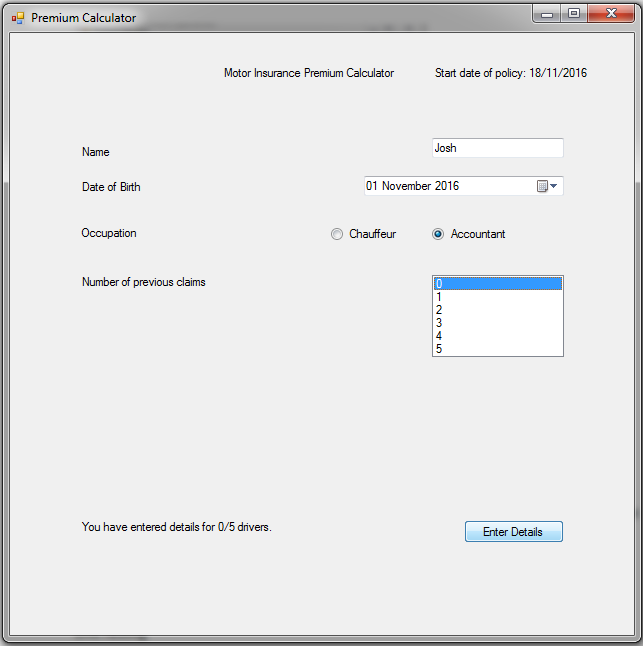 Premium Calculator
Motor Insurance Premium Calculator Start date of policy: 18/11/2016
Name Josh
Date of Birth 01 November 2016
Occupation Chauffeur Accountant
Number of previous claims 0
1
2
3
4
5
You have entered details for 0/5 drivers. Enter Details